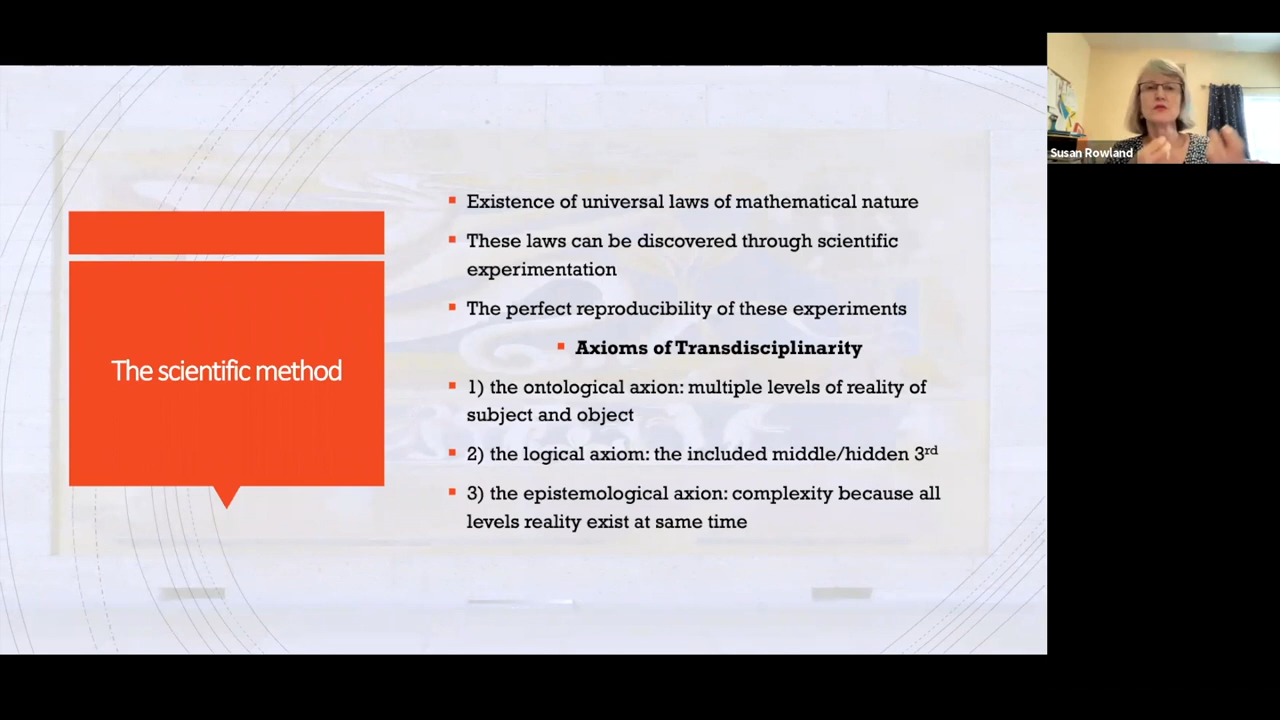 The scientific method
Existence of universal laws of mathematical nature
These laws can be discovered through scientific
experimentation
The perfect reproducibility of these experiments
Axioms of Transdisciplinarity
1) the ontological axion: multiple levels of reality of
subject and object
2) the logical axiom: the included middle/hidden 3rd
3) the epistemological axion: complexity because all
levels reality exist at same time
Susan Rowland